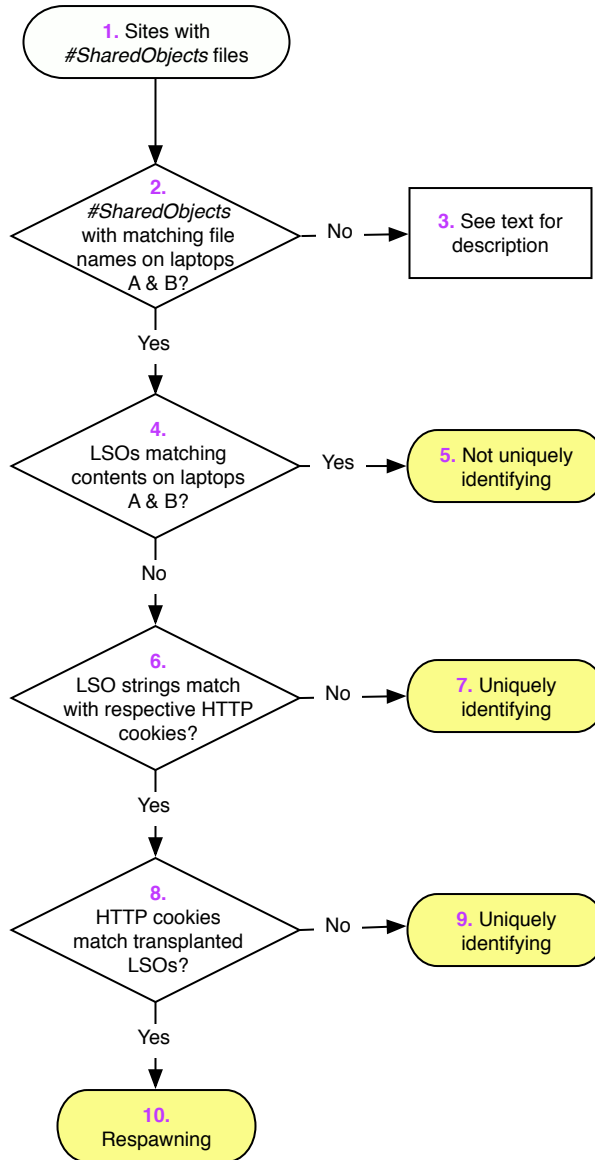 1. Sites with
#SharedObjects files
2.
#SharedObjects
with matching file
names on laptops
A & B?
No
3. See text for
description
Yes
4.
LSOs matching
contents on laptops
A & B?
Yes
5. Not uniquely
identifying
No
6.
LSO strings match
with respective HTTP
cookies?
No
7. Uniquely
identifying
Yes
8.
HTTP cookies
match transplanted
LSOs?
No
9. Uniquely
identifying
Yes
10.
Respawning